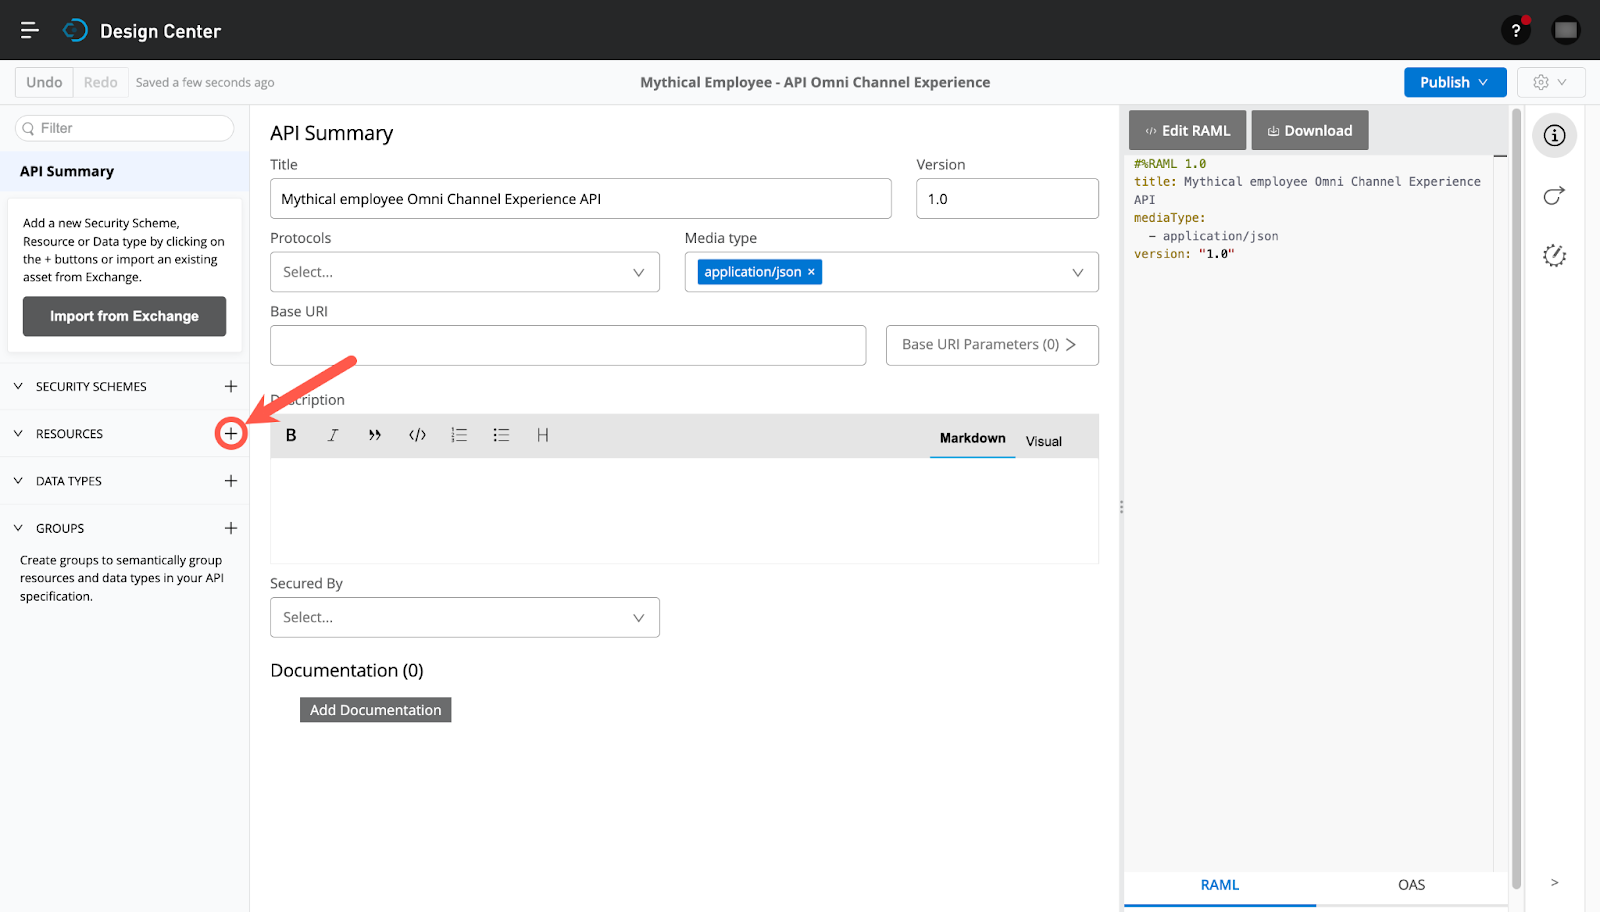 Design Center
?
Undo
Redo
Saved a few seconds ago
Mythical Employee - API Omni Channel Experience
Publish
Filter
API Summary
Add a new Security Scheme,
Resource or Data type by clicking on
the + buttons or import an existing
asset from Exchange.
Import from Exchange
SECURITY SCHEMES
RESOURCES
DATA TYPES
GROUPS
Create groups to semantically group
resources and data types in your API
specification.
API Summary
Title
Version
Mythical employee Omni Channel Experience API
1.0
Protocols
Media type
Select...
application/json ×
Base URI
Base URI Parameters (0) >
Description
B I ” </> H
Markdown
Visual
Secured By
Select...
Documentation (0)
Add Documentation
</> Edit RAML
Download
#%RAML 1.0
title: Mythical employee Omni Channel Experience
API
mediaType:
- application/json
version: "1.0"
RAML
OAS
>